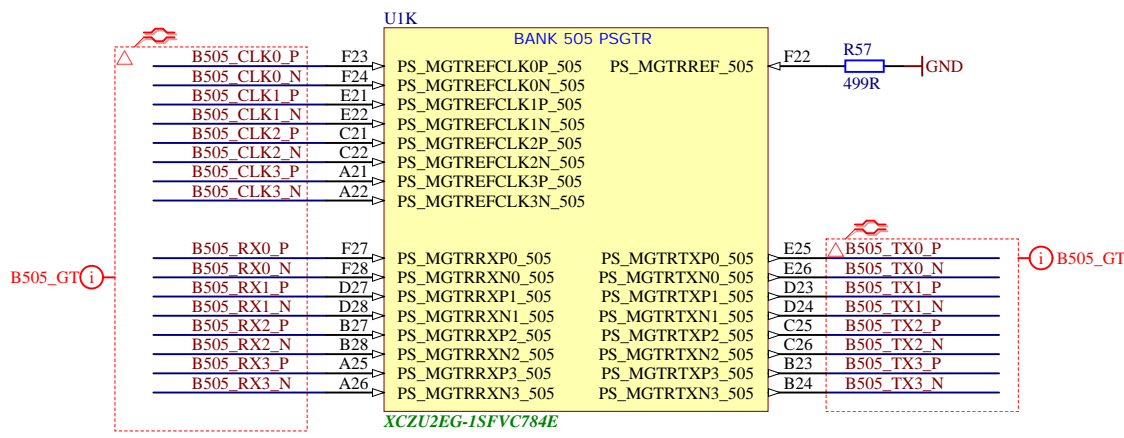 U1K
BANK 505 PSGTR
B505_CLK0_P F23 PS_MGTREFCLK0P_505 PS_MGTRREF_505 F22 R57 499R GND
B505_CLK0_N F24 PS_MGTREFCLK0N_505
B505_CLK1_P E21 PS_MGTREFCLK1P_505
B505_CLK1_N E22 PS_MGTREFCLK1N_505
B505_CLK2_P C21 PS_MGTREFCLK2P_505
B505_CLK2_N C22 PS_MGTREFCLK2N_505
B505_CLK3_P A21 PS_MGTREFCLK3P_505
B505_CLK3_N A22 PS_MGTREFCLK3N_505
B505_RX0_P F27 PS_MGTRRXP0_505 PS_MGTRTXP0_505 E25 B505_TX0_P
B505_GT i B505_RX0_N F28 PS_MGTRRXN0_505 PS_MGTRTXN0_505 E26 B505_TX0_N i B505_GT
B505_RX1_P D27 PS_MGTRRXP1_505 PS_MGTRTXP1_505 D23 B505_TX1_P
B505_RX1_N D28 PS_MGTRRXN1_505 PS_MGTRTXN1_505 D24 B505_TX1_N
B505_RX2_P B27 PS_MGTRRXP2_505 PS_MGTRTXP2_505 C25 B505_TX2_P
B505_RX2_N B28 PS_MGTRRXN2_505 PS_MGTRTXN2_505 C26 B505_TX2_N
B505_RX3_P A25 PS_MGTRRXP3_505 PS_MGTRTXP3_505 B23 B505_TX3_P
B505_RX3_N A26 PS_MGTRRXN3_505 PS_MGTRTXN3_505 B24 B505_TX3_N
XCZU2EG-1SFVC784E